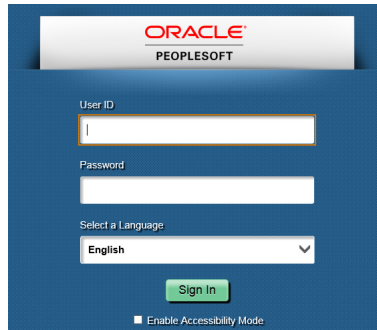 ORACLE
PEOPLESOFT
User ID
Password
Select a Language
English
Sign In
Enable Accessibility Mode